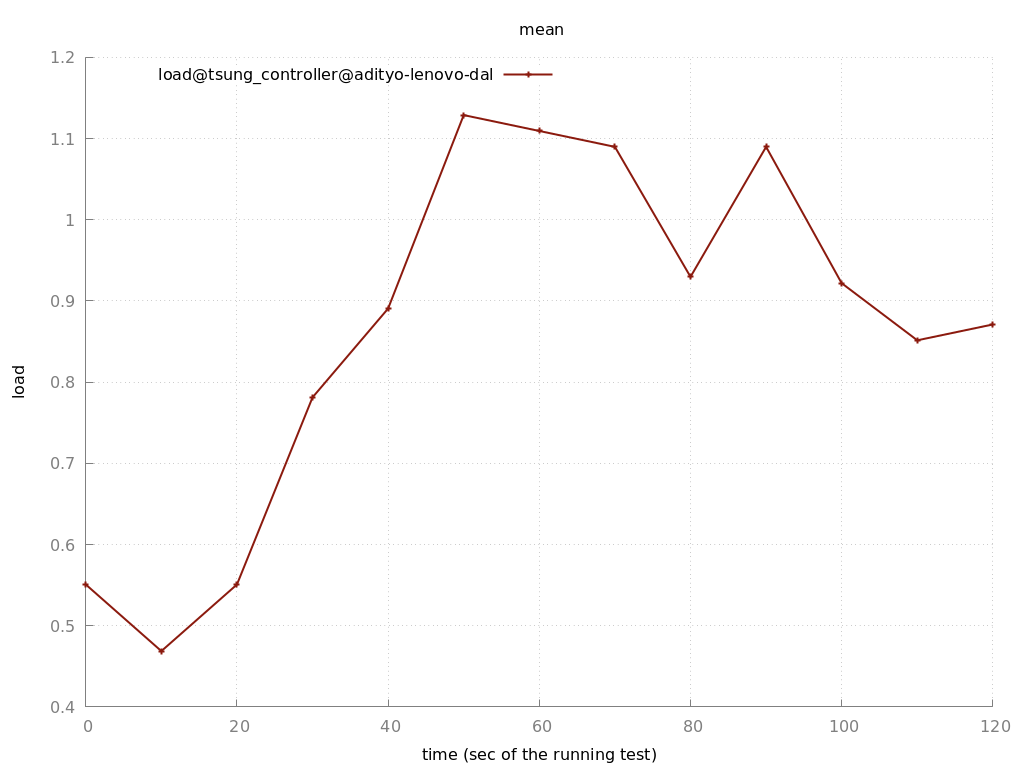 mean
1.2
load@tsung_controller@adityo-lenovo-dal
1.1
1
0.9
0.8
0.7
0.6
0.5
0.4
load
0 20 40 60 80 100 120
time (sec of the running test)